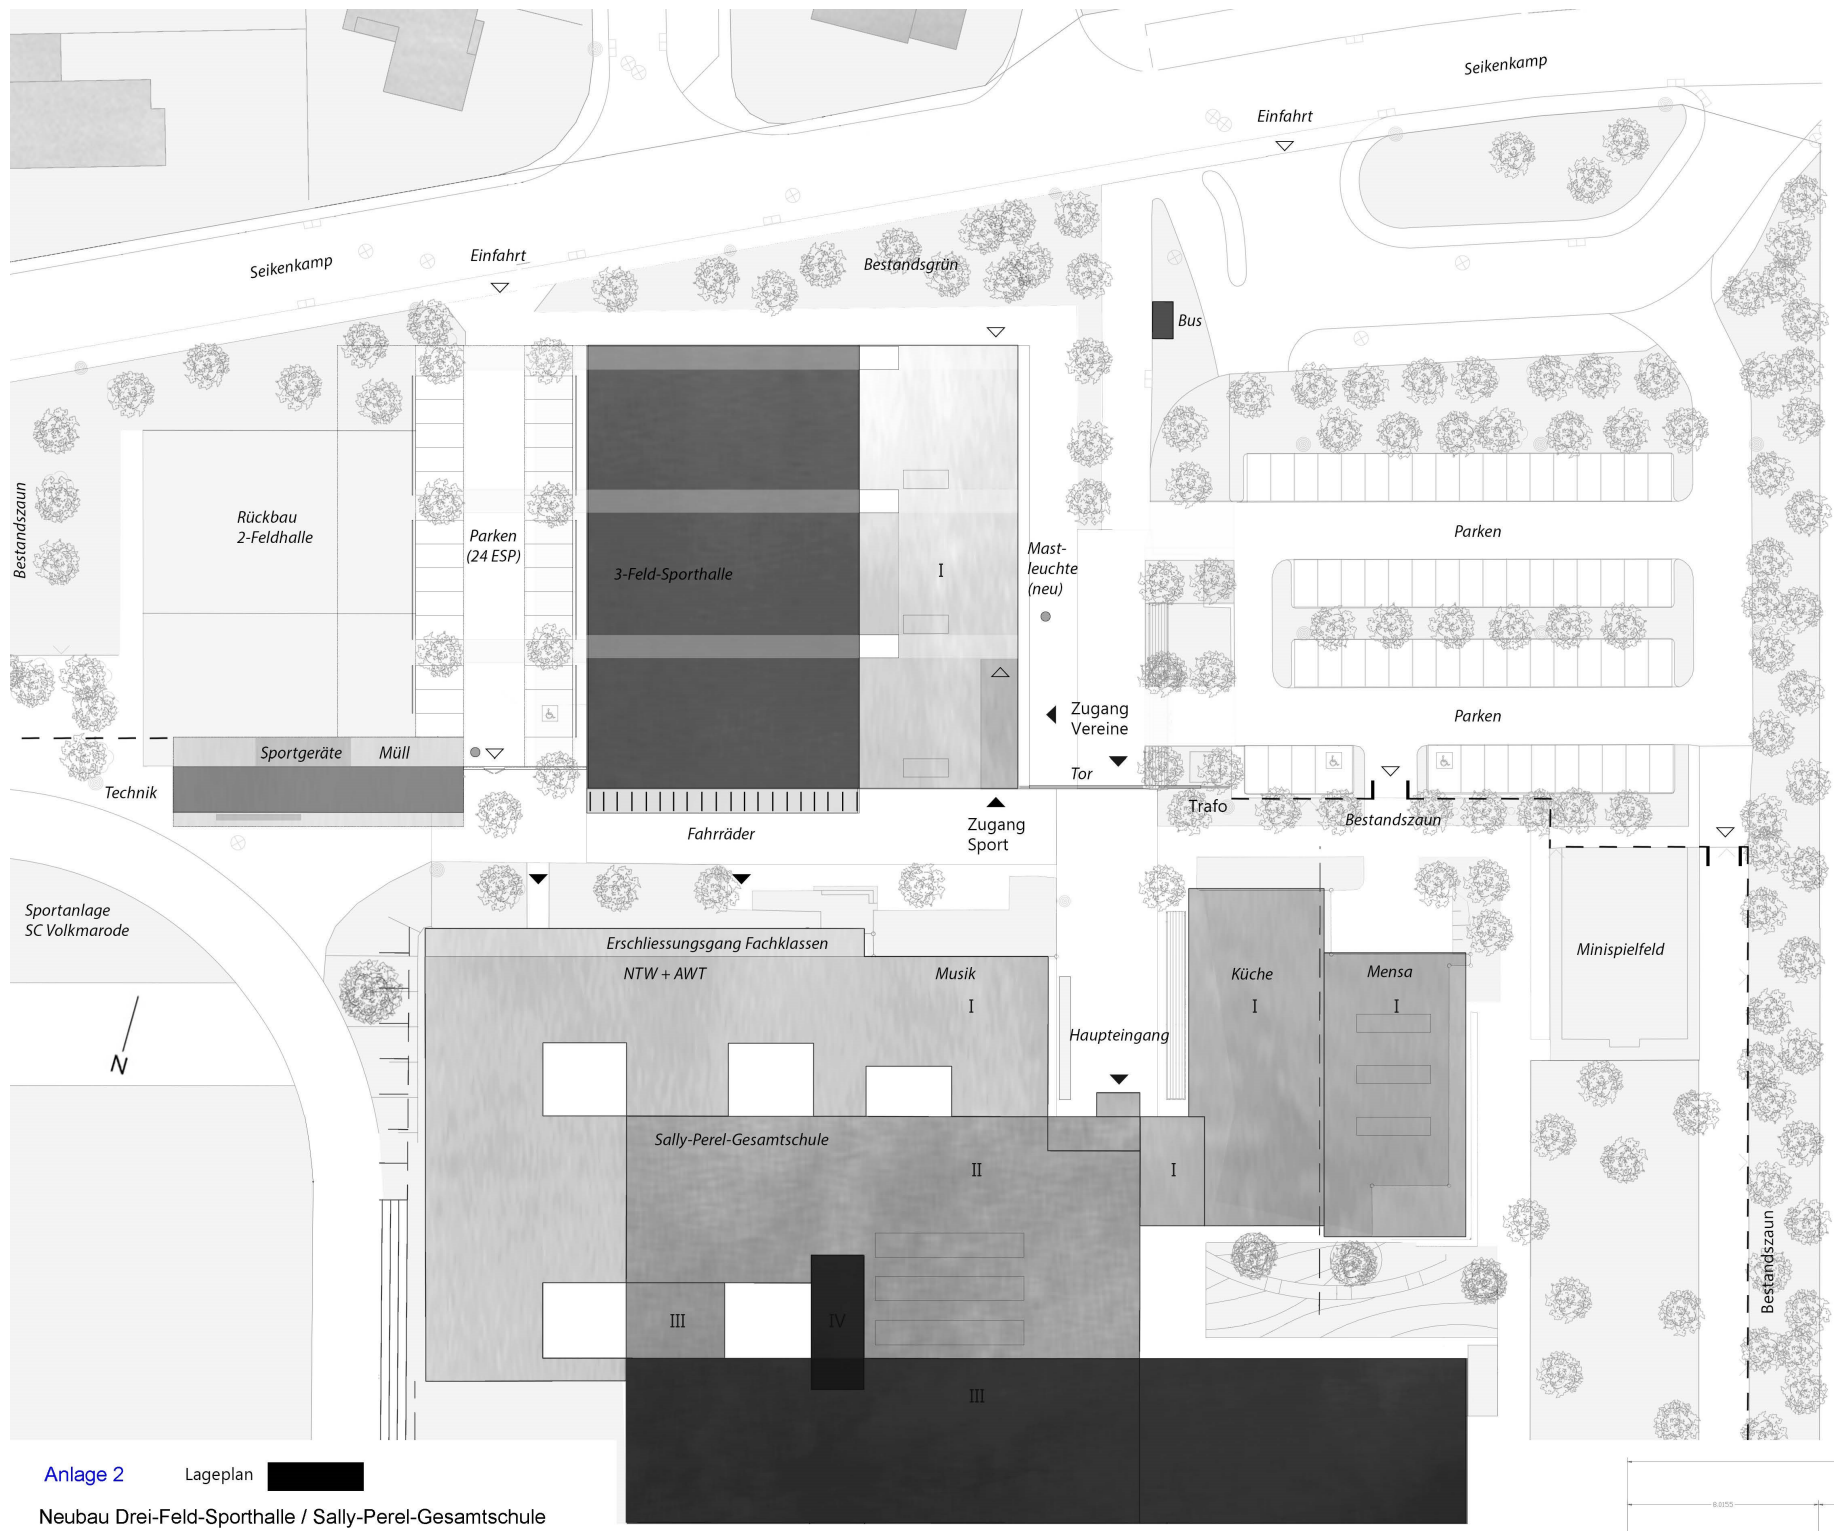 Seikenkamp
Einfahrt
Seikenkamp
Einfahrt
Bestandsgrün
Bus
Bestandszaun
Rückbau
2-Feldhalle
Parken
(24 ESP)
3-Feld-Sporthalle
I
Mast-
leuchte
(neu)
Parken
Parken
Zugang
Vereine
Tor
Sportgeräte
Müll
Technik
Trafo
Bestandszaun
Fahrräder
Zugang
Sport
Sportanlage
SC Volkmarode
Erschliessungsgang Fachklassen
NTW + AWT
Musik
I
Küche
I
Mensa
I
Minispielfeld
Haupteingang
N
Sally-Perel-Gesamtschule
II
I
III
IV
III
Bestandszaun
Anlage 2
Lageplan
Neubau Drei-Feld-Sporthalle / Sally-Perel-Gesamtschule